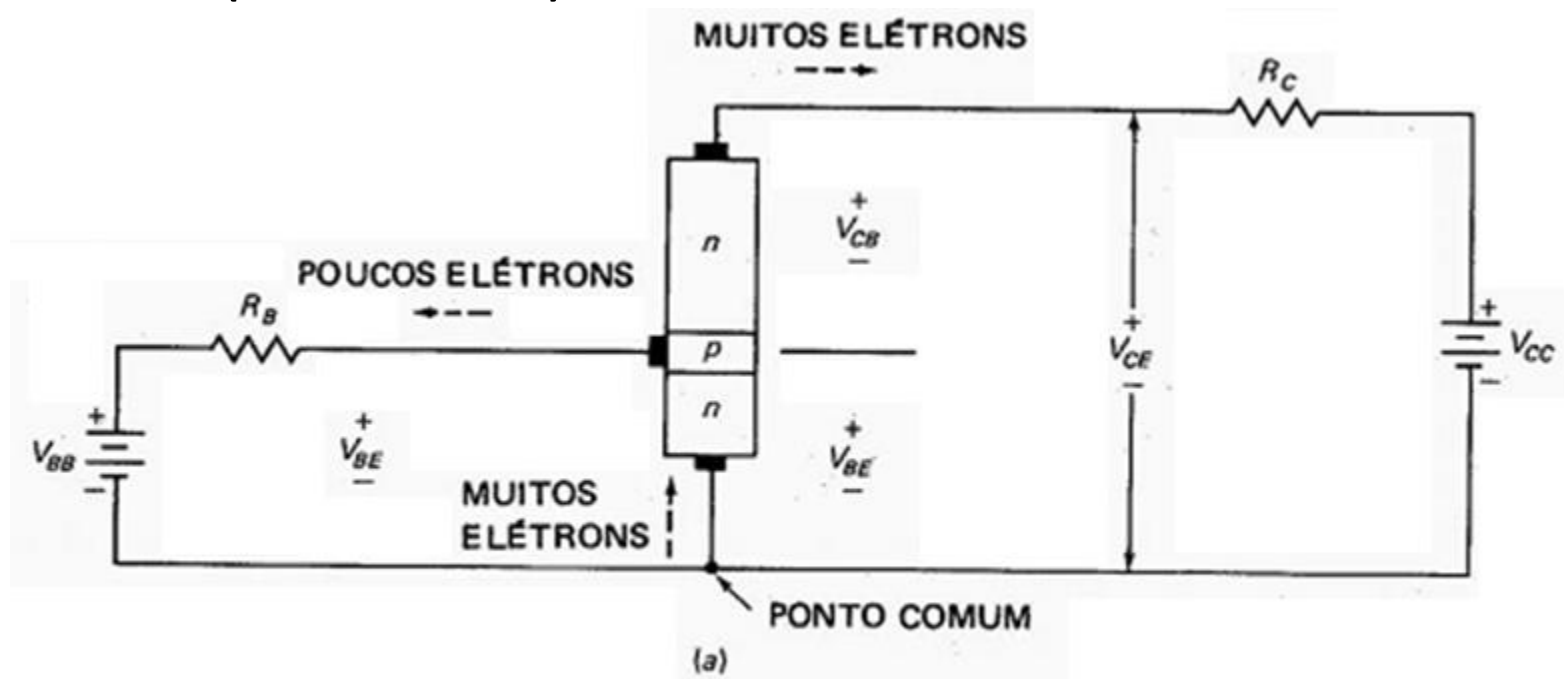 MUITOS ELÉTRONS
R_C
+
V_CB
−
POUCOS ELÉTRONS
n
R_B
+
V_CE
−
+
V_CC
−
p
+
V_BB
−
+
V_BE
−
n
+
V_BE
−
MUITOS
ELÉTRONS
PONTO COMUM
(a)